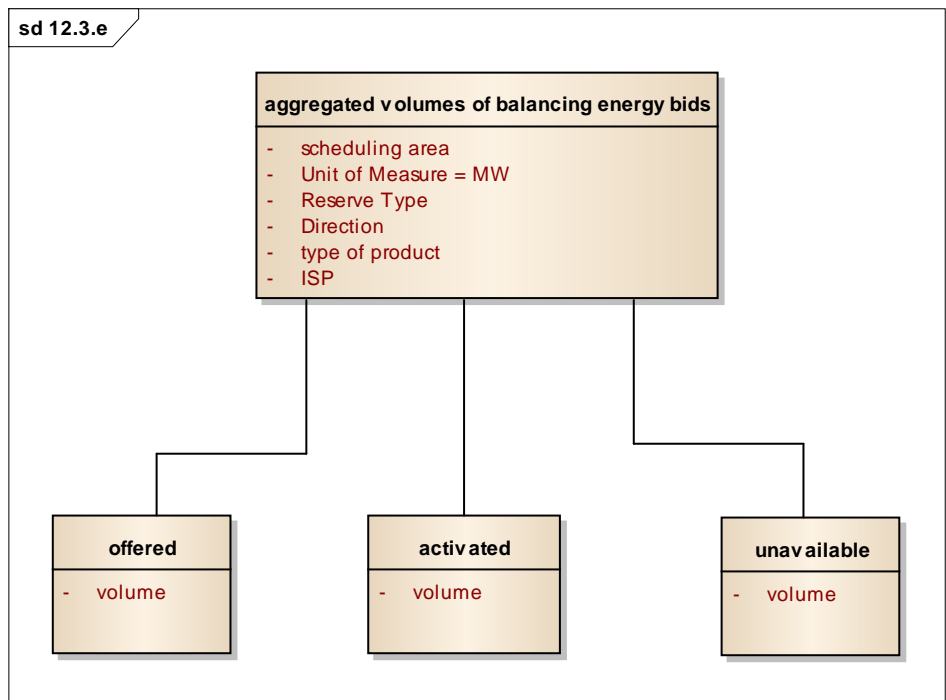 sd 12.3.e
aggregated volumes of balancing energy bids
- scheduling area
- Unit of Measure = MW
- Reserve Type
- Direction
- type of product
- ISP
offered
- volume
activated
- volume
unavailable
- volume